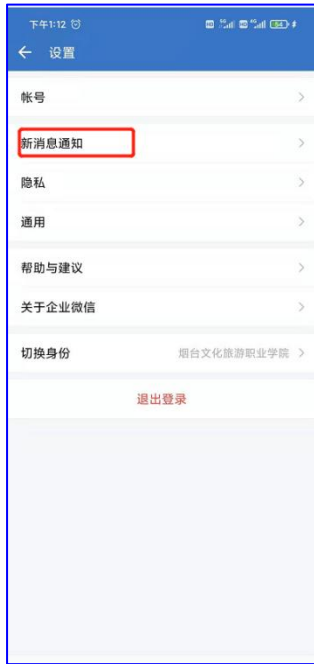 下午1:12
54
← 设置
帐号
新消息通知
隐私
通用
帮助与建议
关于企业微信
切换身份 烟台文化旅游职业学院
退出登录